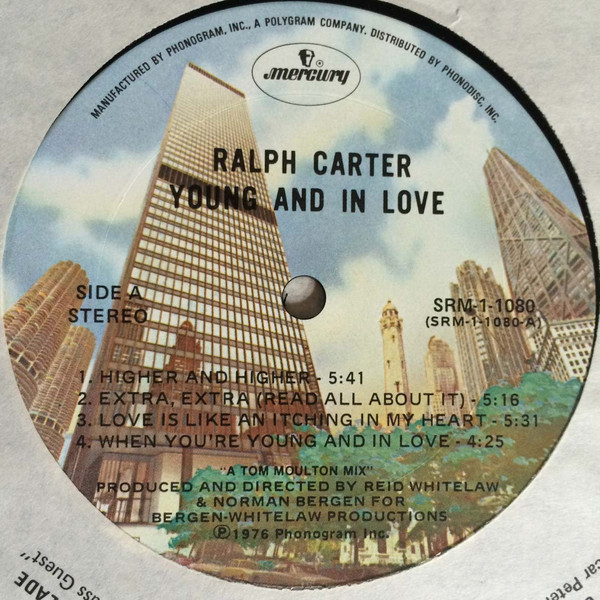 MANUFACTURED BY PHONOGRAM, INC., A POLYGRAM COMPANY. DISTRIBUTED BY PHONODISC, INC.
mercury
RALPH CARTER
YOUNG AND IN LOVE
SIDE A
STEREO
SRM-1-1080
(SRM-1-1080-A)
1. HIGHER AND HIGHER - 5:41
2. EXTRA, EXTRA (READ ALL ABOUT IT) - 5:16
3. LOVE IS LIKE AN ITCHING IN MY HEART - 5:31
4. WHEN YOU'RE YOUNG AND IN LOVE - 4:25
"A TOM MOULTON MIX"
PRODUCED AND DIRECTED BY REID WHITELAW
& NORMAN BERGEN FOR
BERGEN-WHITELAW PRODUCTIONS
℗1976 Phonogram Inc.
Guest"
car Peter